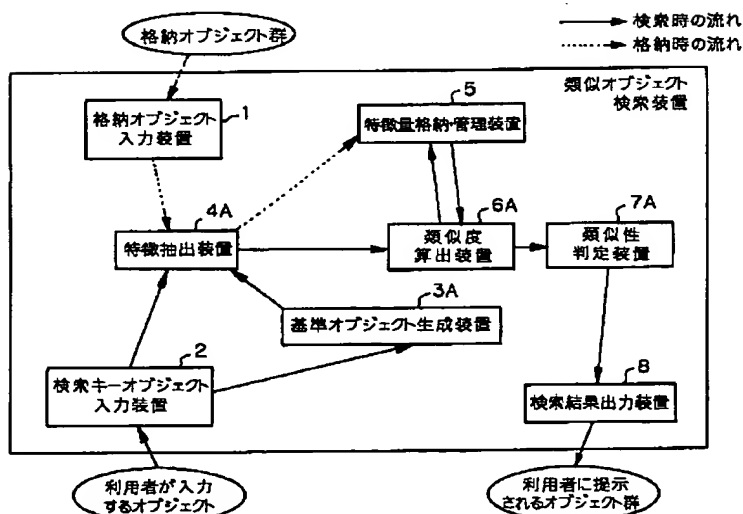 検索時の流れ
格納時の流れ
格納オブジェクト群
類似オブジェクト
検索装置
格納オブジェクト
入力装置
1
5
特徴量格納・管理装置
4A
特徴抽出装置
6A
類似度
算出装置
7A
類似性
判定装置
3A
基準オブジェクト生成装置
2
検索キーオブジェクト
入力装置
8
検索結果出力装置
利用者が入力
するオブジェクト
利用者に提示
されるオブジェクト群